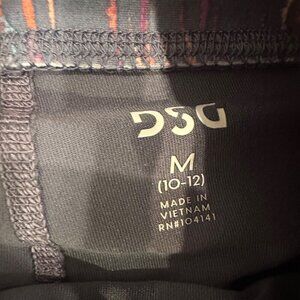 DSG
M
(10-12)
MADE IN
VIETNAM
RN#104141